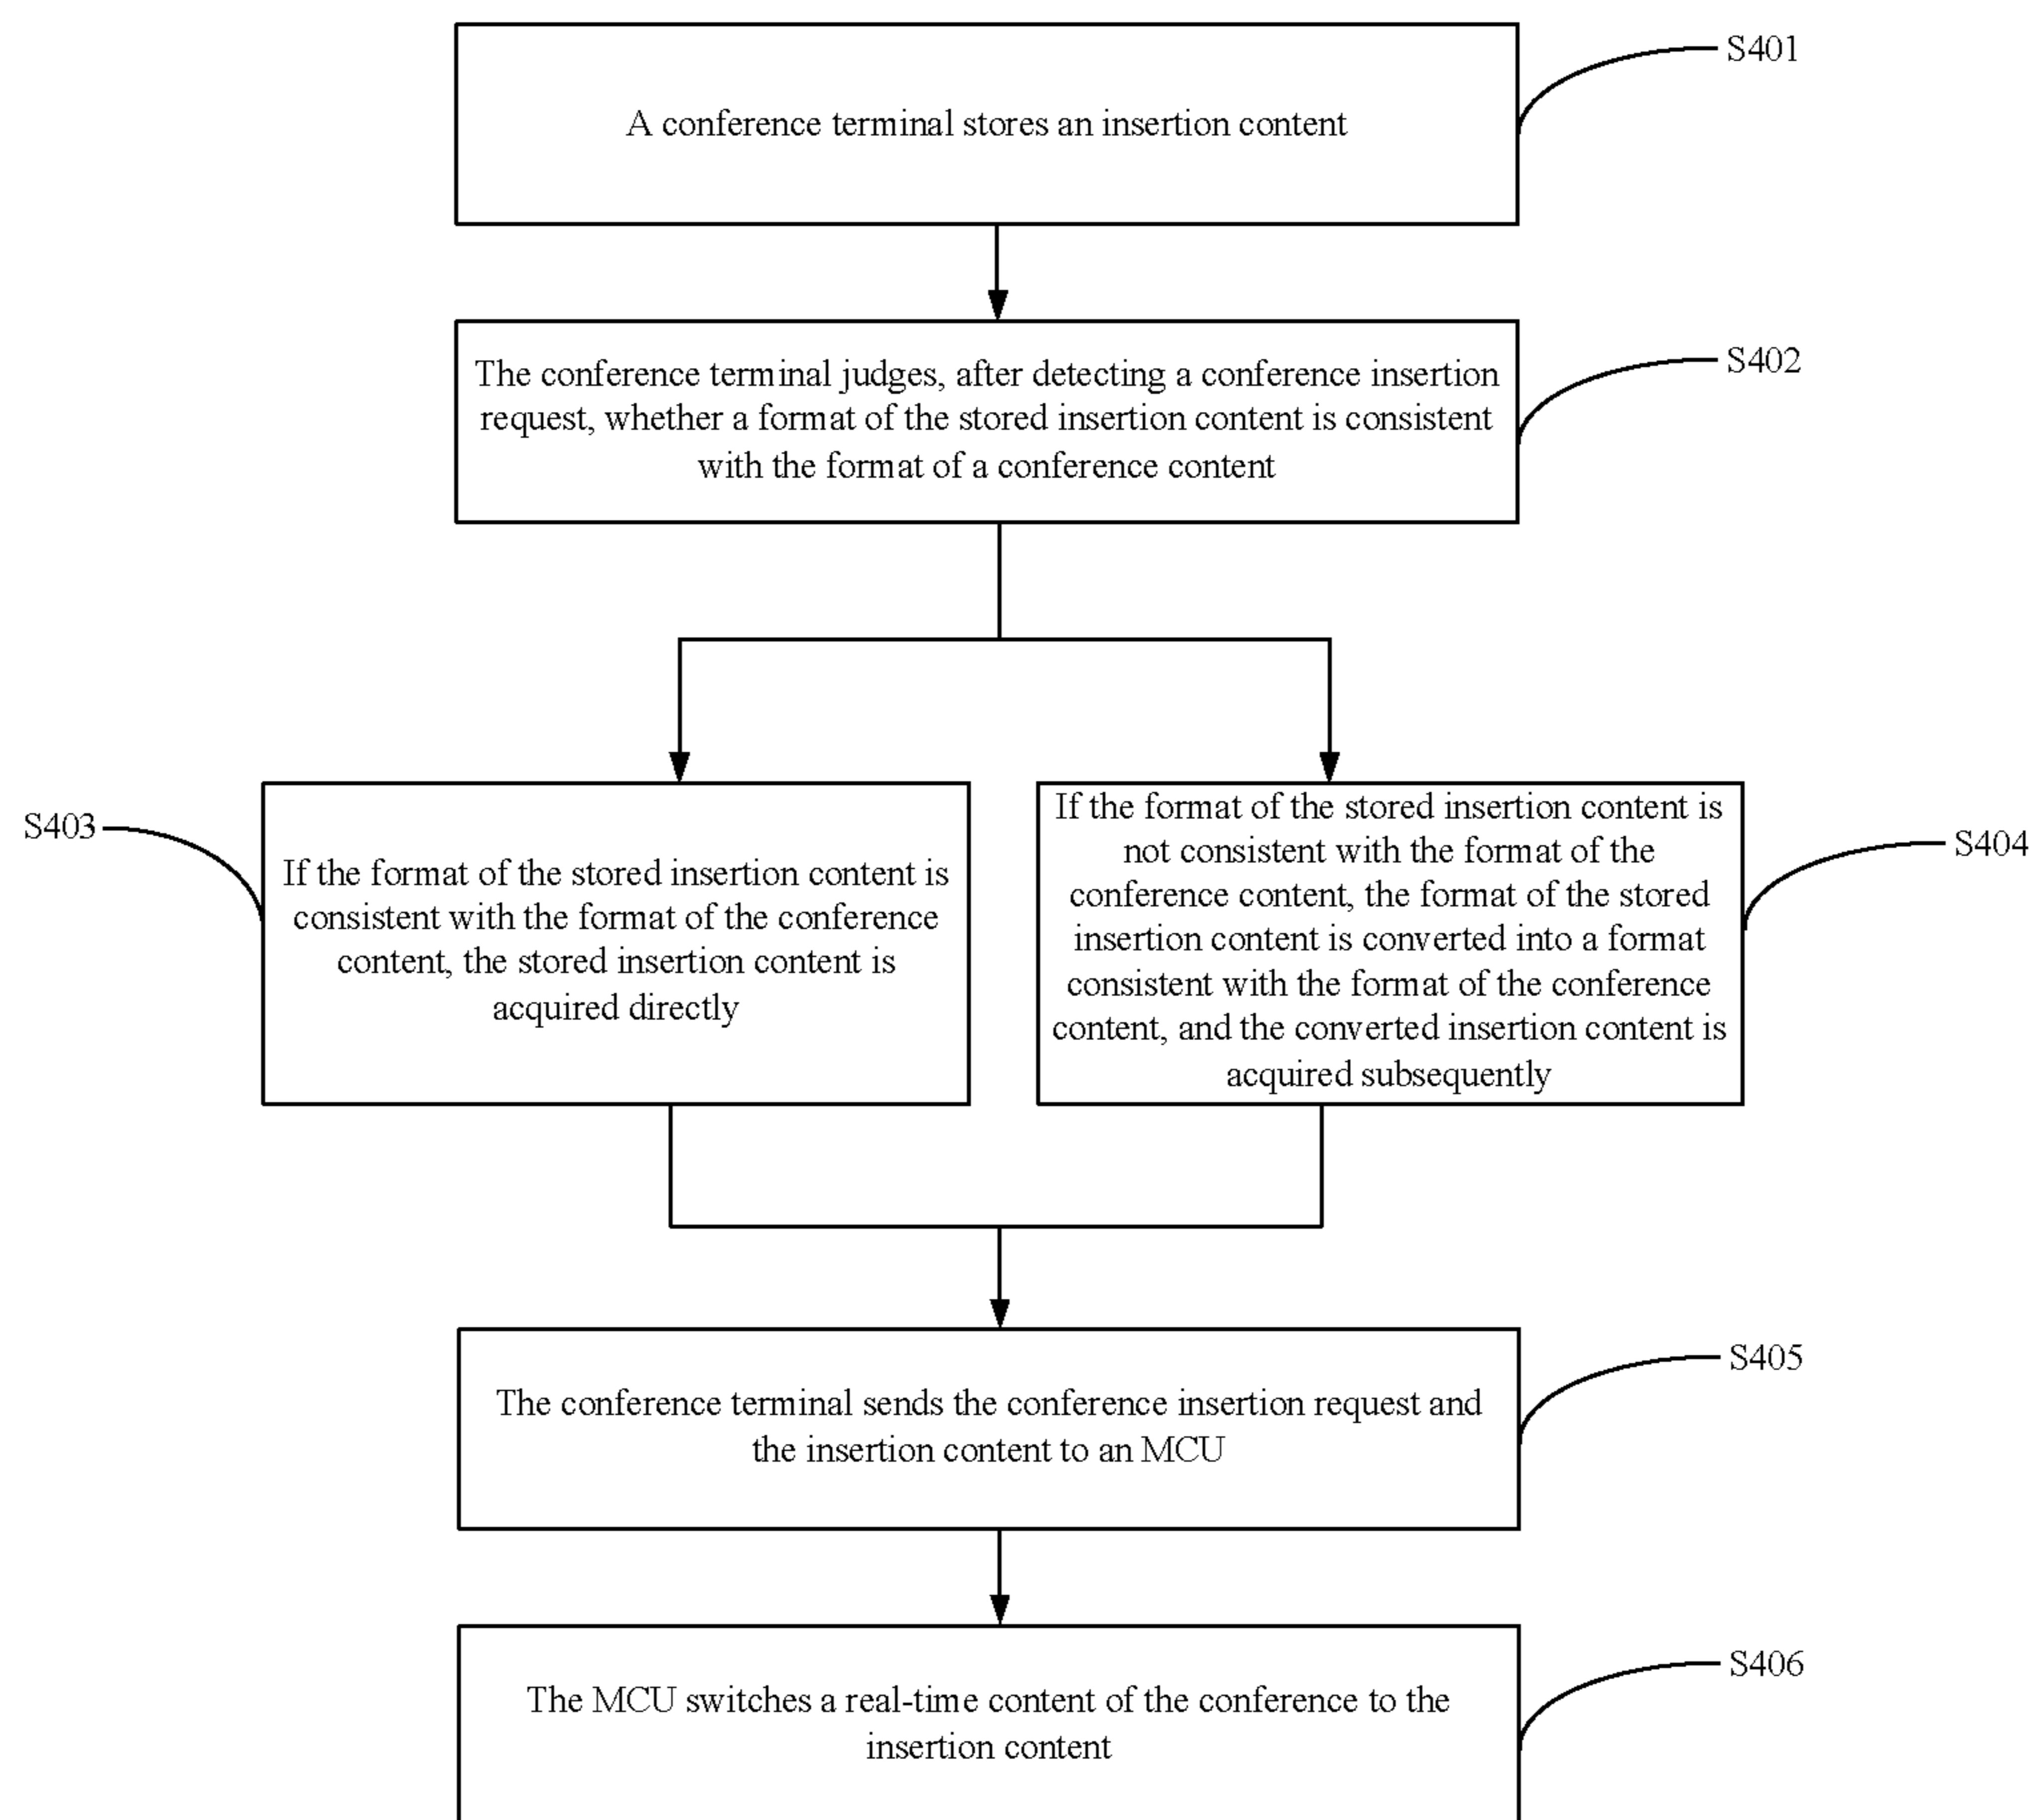 A conference terminal stores an insertion content
S401
The conference terminal judges, after detecting a conference insertion
request, whether a format of the stored insertion content is consistent
with the format of a conference content
S402
S403
If the format of the stored insertion content is
consistent with the format of the conference
content, the stored insertion content is
acquired directly
If the format of the stored insertion content is
not consistent with the format of the
conference content, the format of the stored
insertion content is converted into a format
consistent with the format of the conference
content, and the converted insertion content is
acquired subsequently
S404
The conference terminal sends the conference insertion request and
the insertion content to an MCU
S405
The MCU switches a real-time content of the conference to the
insertion content
S406